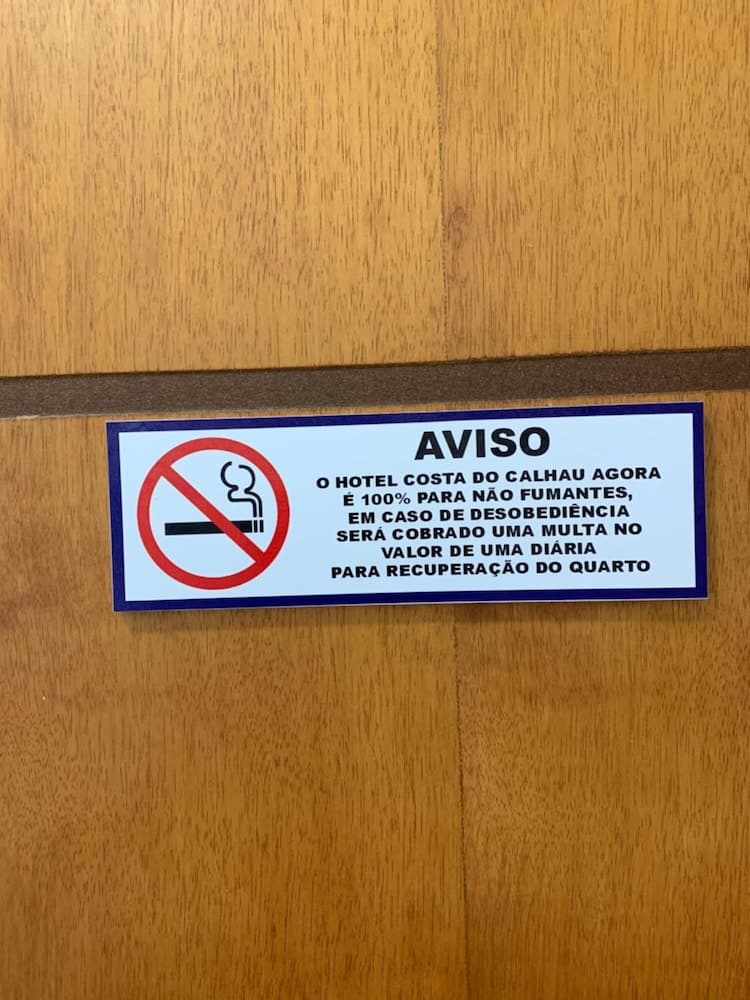 AVISO
O HOTEL COSTA DO CALHAU AGORA
É 100% PARA NÃO FUMANTES,
EM CASO DE DESOBEDIÊNCIA
SERÁ COBRADO UMA MULTA NO
VALOR DE UMA DIÁRIA
PARA RECUPERAÇÃO DO QUARTO